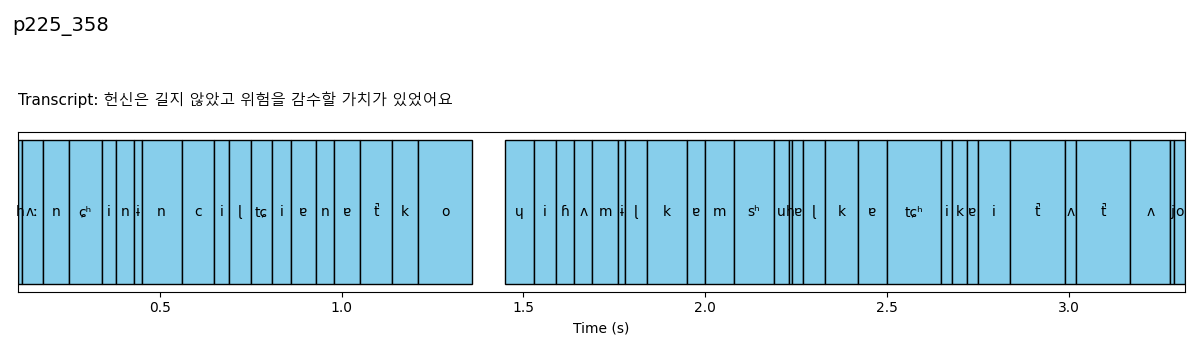 p225_358
Transcript: 헌신은 길지 않았고 위험을 감수할 가치가 있었어요
h ʌː n ɕʰ i n ɨ n c i ɭ tɕ i ɐ n ɐ t̚ k o ɥ i ɦ ʌ m ɨ ɭ k ɐ m sʰ u h ɐ ɭ k ɐ tɕʰ i k ɐ i t̚ ʌ t̚ ʌ j o
0.5 1.0 1.5 2.0 2.5 3.0
Time (s)